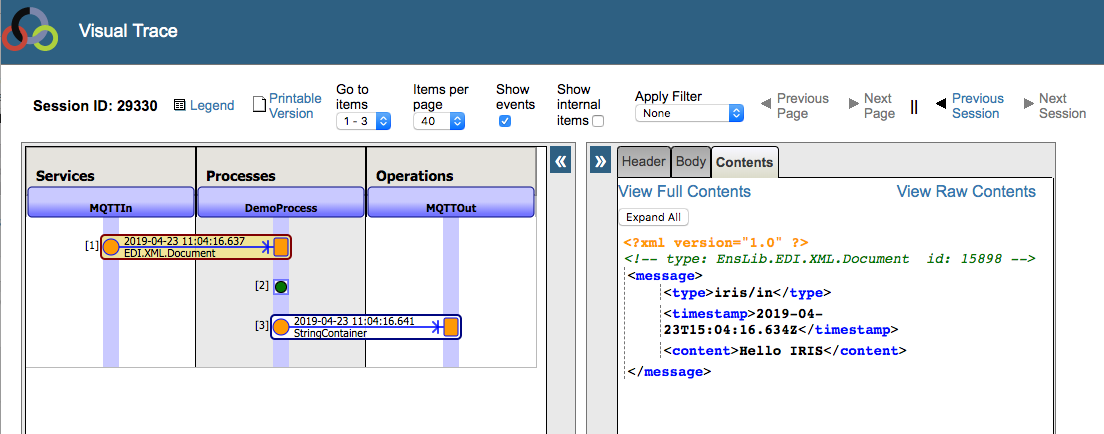 Visual Trace
Session ID: 29330
Legend
Printable
Version
Go to
items
1 - 3
Items per
page
40
Show
events
Show
internal
items
Apply Filter
None
Previous
Page
Next
Page
||
Previous
Session
Next
Session
Services
Processes
Operations
MQTTIn
DemoProcess
MQTTOut
[1]
2019-04-23 11:04:16.637
EDI.XML.Document
[2]
[3]
2019-04-23 11:04:16.641
StringContainer
«
»
Header
Body
Contents
View Full Contents
View Raw Contents
Expand All
<?xml version="1.0" ?>
<!-- type: EnsLib.EDI.XML.Document  id: 15898 -->
<message>
<type>iris/in</type>
<timestamp>2019-04-
23T15:04:16.634Z</timestamp>
<content>Hello IRIS</content>
</message>